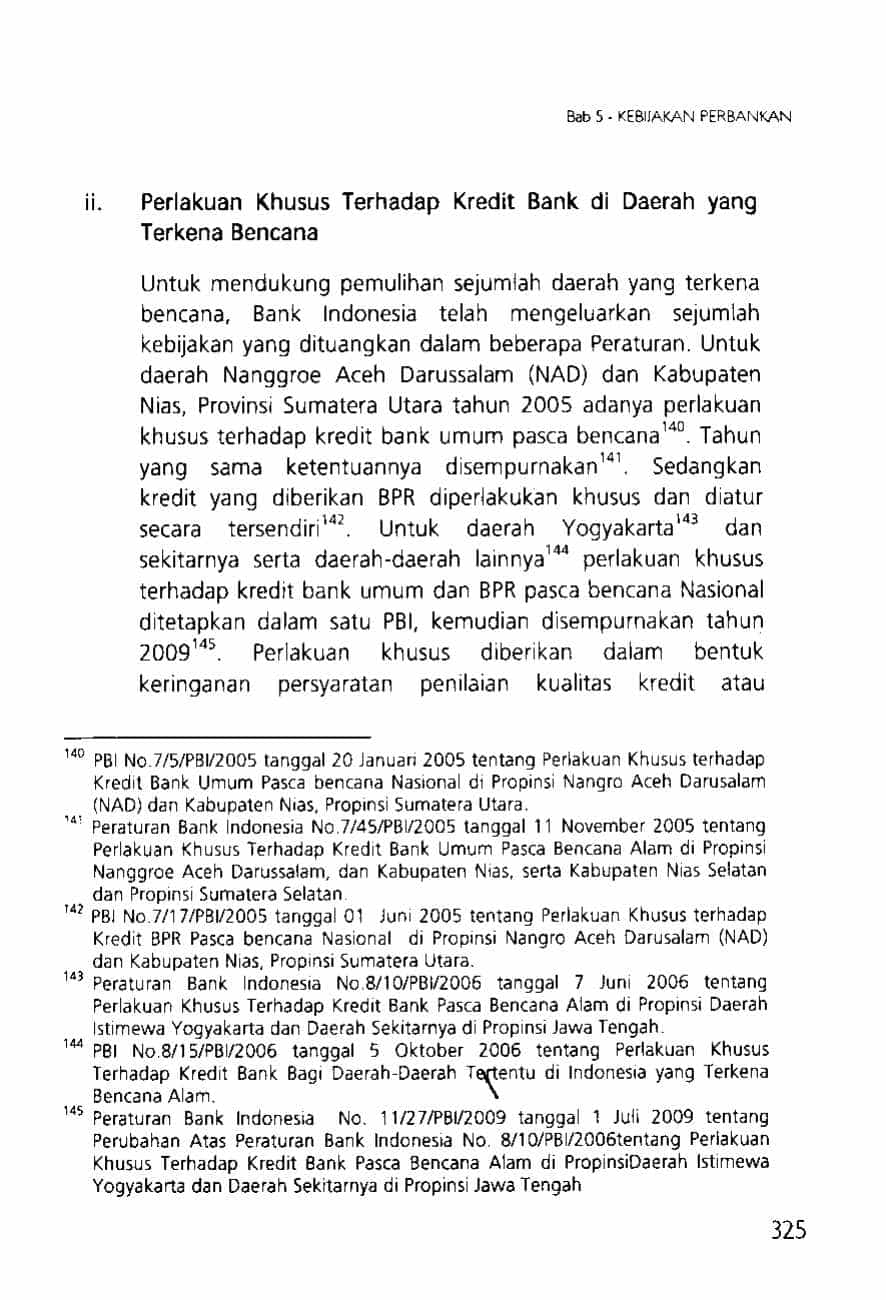 Bab 5 - KEBIJAKAN PERBANKAN
ii. Perlakuan Khusus Terhadap Kredit Bank di Daerah yang
Terkena Bencana
Untuk mendukung pemulihan sejumlah daerah yang terkena
bencana, Bank Indonesia telah mengeluarkan sejumlah
kebijakan yang dituangkan dalam beberapa Peraturan. Untuk
daerah Nanggroe Aceh Darussalam (NAD) dan Kabupaten
Nias, Provinsi Sumatera Utara tahun 2005 adanya perlakuan
khusus terhadap kredit bank umum pasca bencana¹⁴⁰. Tahun
yang sama ketentuannya disempurnakan¹⁴¹. Sedangkan
kredit yang diberikan BPR diperlakukan khusus dan diatur
secara tersendiri¹⁴². Untuk daerah Yogyakarta¹⁴³ dan
sekitarnya serta daerah-daerah lainnya¹⁴⁴ perlakuan khusus
terhadap kredit bank umum dan BPR pasca bencana Nasional
ditetapkan dalam satu PBI, kemudian disempurnakan tahun
2009¹⁴⁵. Perlakuan khusus diberikan dalam bentuk
keringanan persyaratan penilaian kualitas kredit atau
¹⁴⁰ PBI No.7/5/PBI/2005 tanggal 20 Januari 2005 tentang Perlakuan Khusus terhadap
Kredit Bank Umum Pasca bencana Nasional di Propinsi Nangro Aceh Darusalam
(NAD) dan Kabupaten Nias, Propinsi Sumatera Utara.
¹⁴¹ Peraturan Bank Indonesia No.7/45/PBI/2005 tanggal 11 November 2005 tentang
Perlakuan Khusus Terhadap Kredit Bank Umum Pasca Bencana Alam di Propinsi
Nanggroe Aceh Darussalam, dan Kabupaten Nias, serta Kabupaten Nias Selatan
dan Propinsi Sumatera Selatan.
¹⁴² PBI No.7/17/PBI/2005 tanggal 01 Juni 2005 tentang Perlakuan Khusus terhadap
Kredit BPR Pasca bencana Nasional di Propinsi Nangro Aceh Darusalam (NAD)
dan Kabupaten Nias, Propinsi Sumatera Utara.
¹⁴³ Peraturan Bank Indonesia No.8/10/PBI/2006 tanggal 7 Juni 2006 tentang
Perlakuan Khusus Terhadap Kredit Bank Pasca Bencana Alam di Propinsi Daerah
Istimewa Yogyakarta dan Daerah Sekitarnya di Propinsi Jawa Tengah.
¹⁴⁴ PBI No.8/15/PBI/2006 tanggal 5 Oktober 2006 tentang Perlakuan Khusus
Terhadap Kredit Bank Bagi Daerah-Daerah Tertentu di Indonesia yang Terkena
Bencana Alam.
¹⁴⁵ Peraturan Bank Indonesia No. 11/27/PBI/2009 tanggal 1 Juli 2009 tentang
Perubahan Atas Peraturan Bank Indonesia No. 8/10/PBI/2006tentang Perlakuan
Khusus Terhadap Kredit Bank Pasca Bencana Alam di PropinsiDaerah Istimewa
Yogyakarta dan Daerah Sekitarnya di Propinsi Jawa Tengah
325